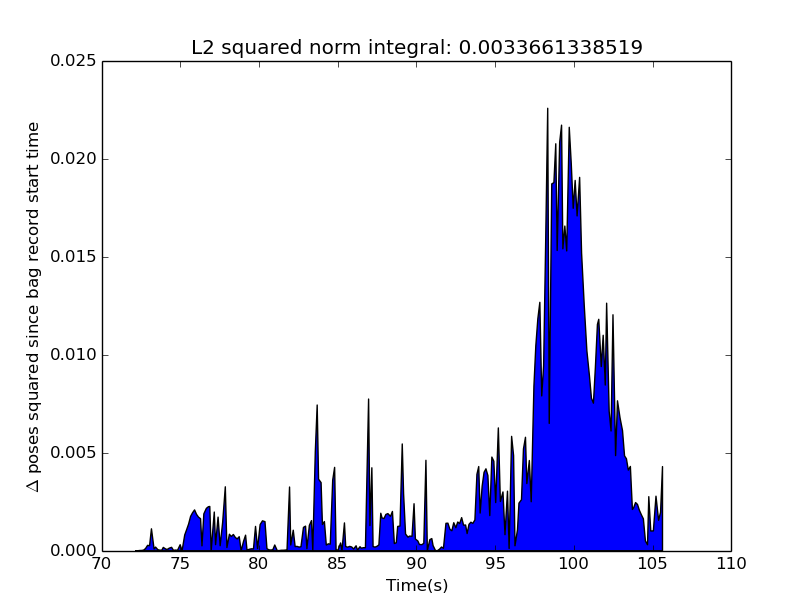 L2 squared norm integral: 0.0033661338519
0.025
0.020
0.015
0.010
0.005
0.000
Δ poses squared since bag record start time
70 75 80 85 90 95 100 105 110
Time(s)